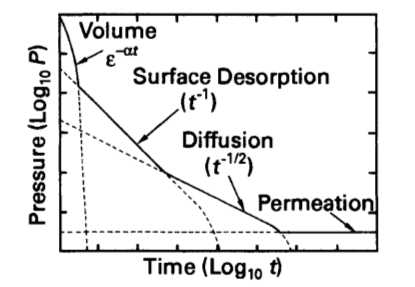 Volume
ε^–αt
Surface Desorption
(t^-1)
Diffusion
(t^-1/2)
Permeation
Pressure (Log₁₀ P)
Time (Log₁₀ t)